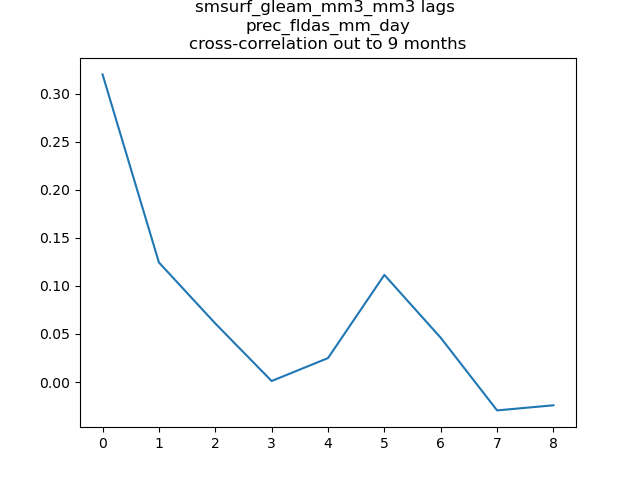 smsurf_gleam_mm3_mm3 lags
prec_fldas_mm_day
cross-correlation out to 9 months
0.30
0.25
0.20
0.15
0.10
0.05
0.00
0 1 2 3 4 5 6 7 8